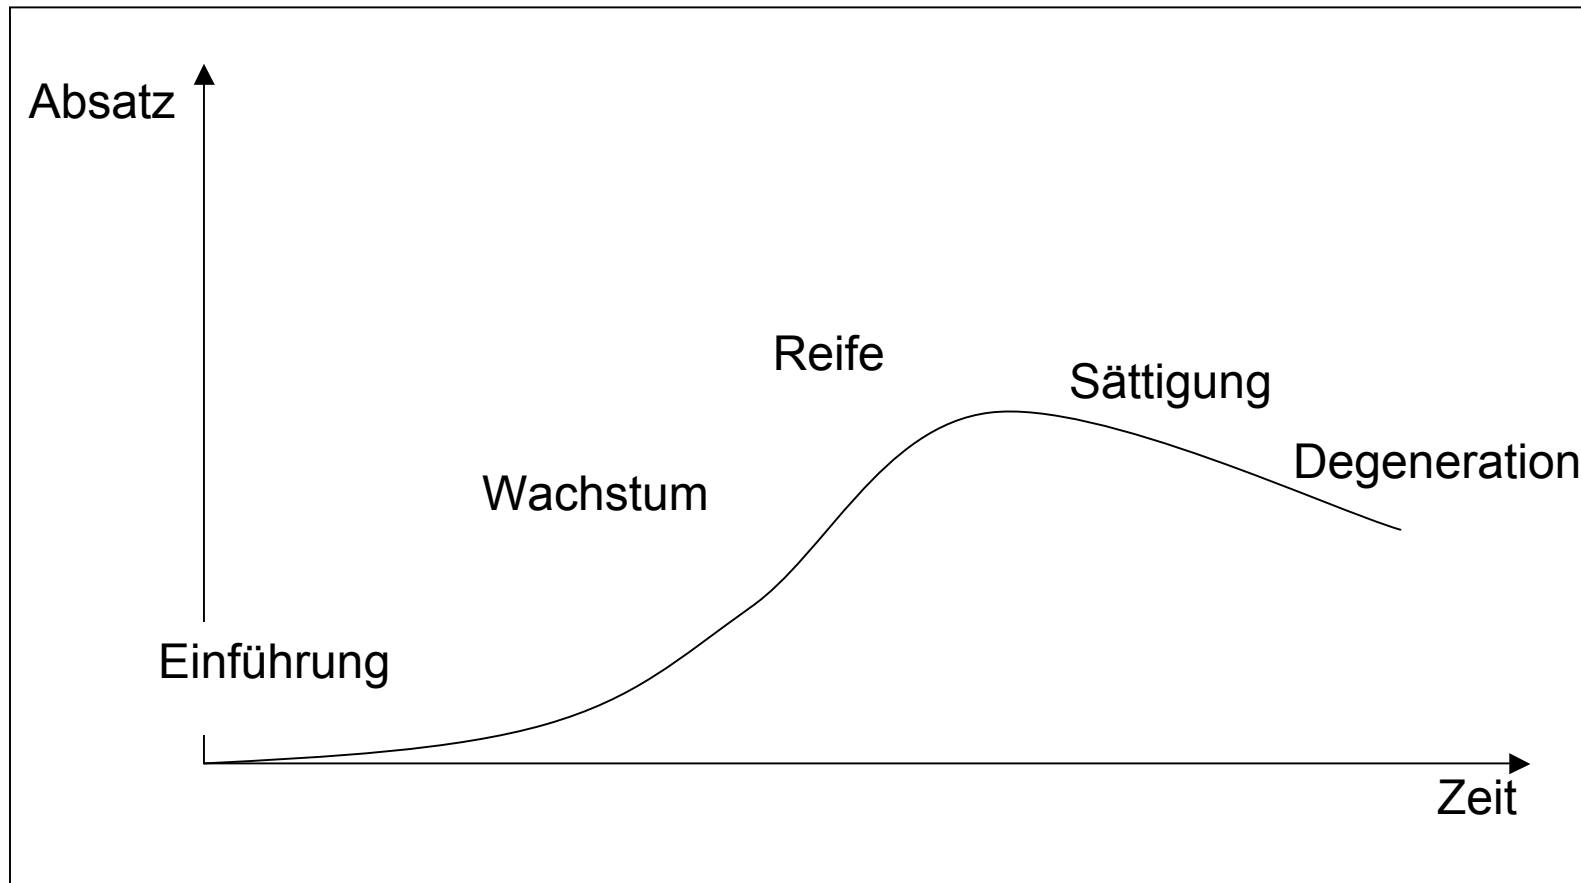 Absatz
Reife
Sättigung
Degeneration
Wachstum
Einführung
Zeit